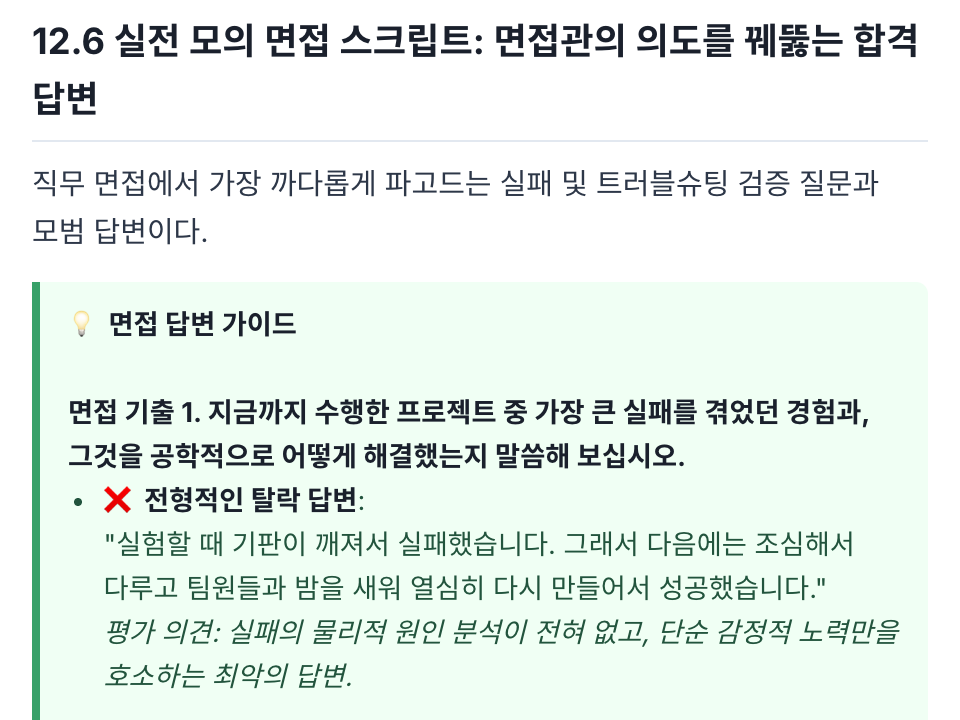 12.6 실전 모의 면접 스크립트: 면접관의 의도를 꿰뚫는 합격
답변
직무 면접에서 가장 까다롭게 파고드는 실패 및 트러블슈팅 검증 질문과
모범 답변이다.
💡 면접 답변 가이드
면접 기출 1. 지금까지 수행한 프로젝트 중 가장 큰 실패를 겪었던 경험과,
그것을 공학적으로 어떻게 해결했는지 말씀해 보십시오.
• ❌ 전형적인 탈락 답변:
"실험할 때 기판이 깨져서 실패했습니다. 그래서 다음에는 조심해서
다루고 팀원들과 밤을 새워 열심히 다시 만들어서 성공했습니다."
평가 의견: 실패의 물리적 원인 분석이 전혀 없고, 단순 감정적 노력만을
호소하는 최악의 답변.